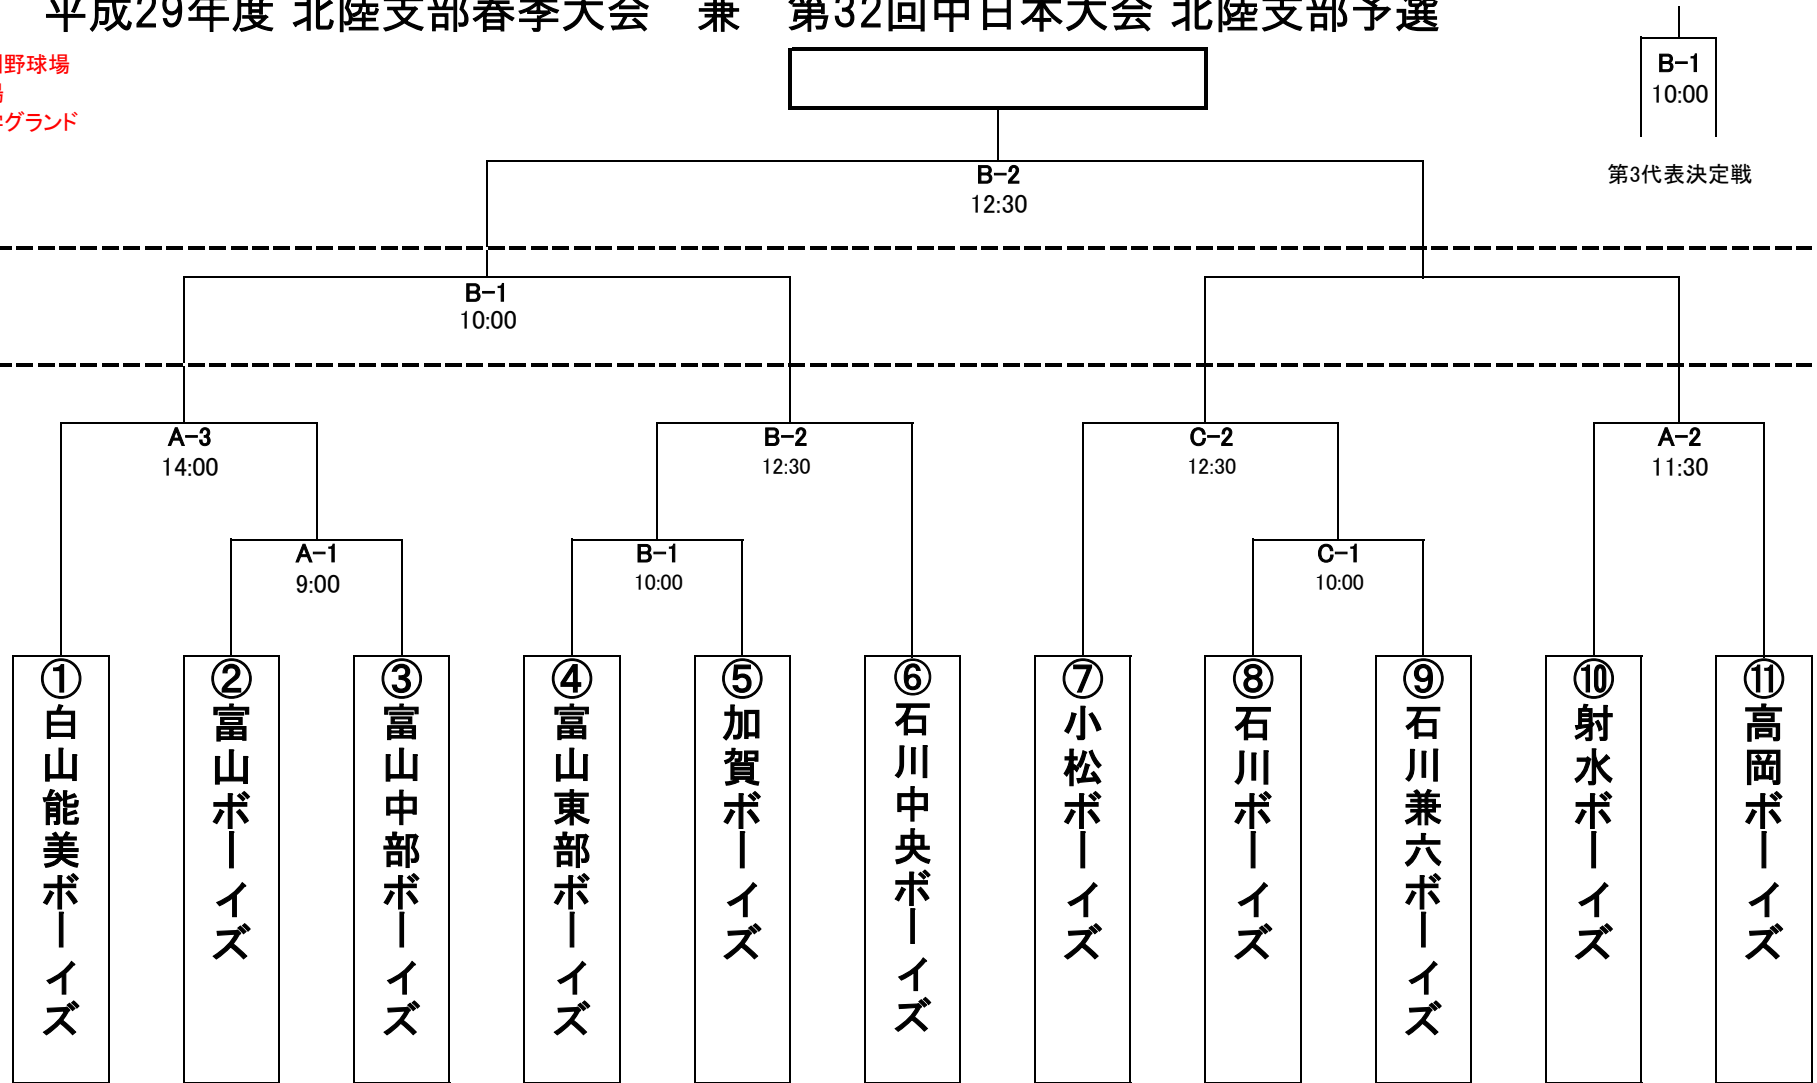 平成29年度 北陸支部春季大会　兼　第32回中日本大会 北陸支部予選
野球場
グランド
B-1
10:00
第3代表決定戦
B-2
12:30
B-1
10:00
A-3
14:00
B-2
12:30
C-2
12:30
A-2
11:30
A-1
9:00
B-1
10:00
C-1
10:00
①白山能美ボーイズ
②富山ボーイズ
③富山中部ボーイズ
④富山東部ボーイズ
⑤加賀ボーイズ
⑥石川中央ボーイズ
⑦小松ボーイズ
⑧石川ボーイズ
⑨石川兼六ボーイズ
⑩射水ボーイズ
⑪高岡ボーイズ